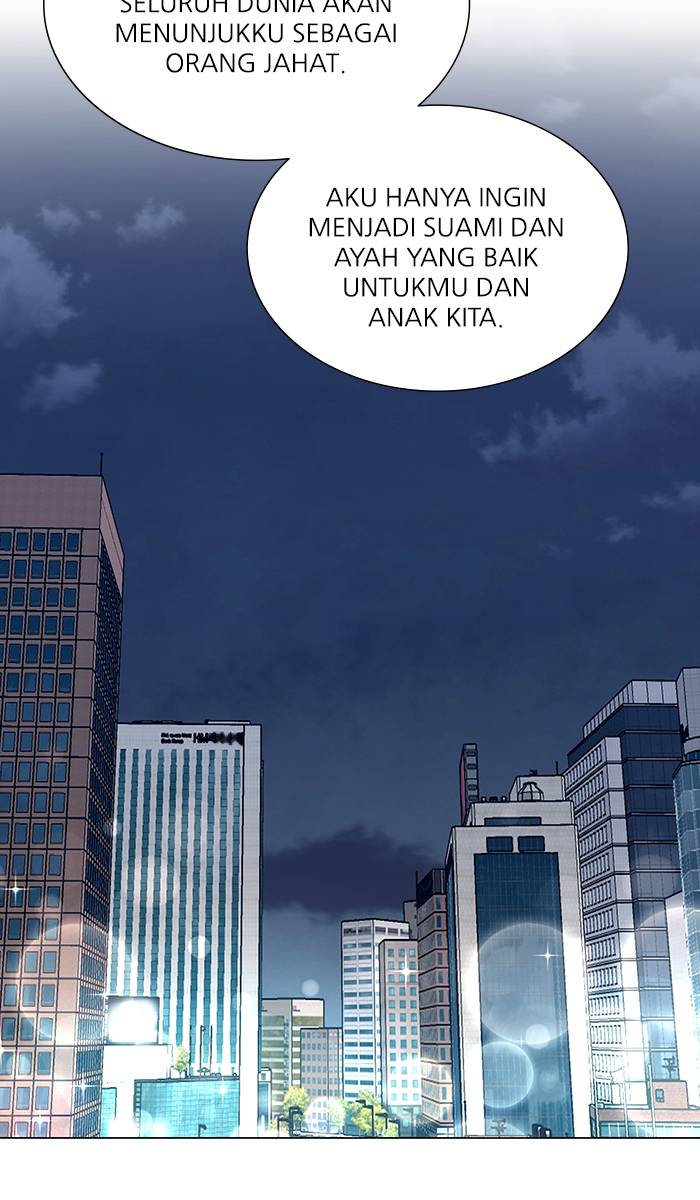 SELURUH DUNIA AKAN
MENUNJUKKU SEBAGAI
ORANG JAHAT.
AKU HANYA INGIN
MENJADI SUAMI DAN
AYAH YANG BAIK
UNTUKMU DAN
ANAK KITA.